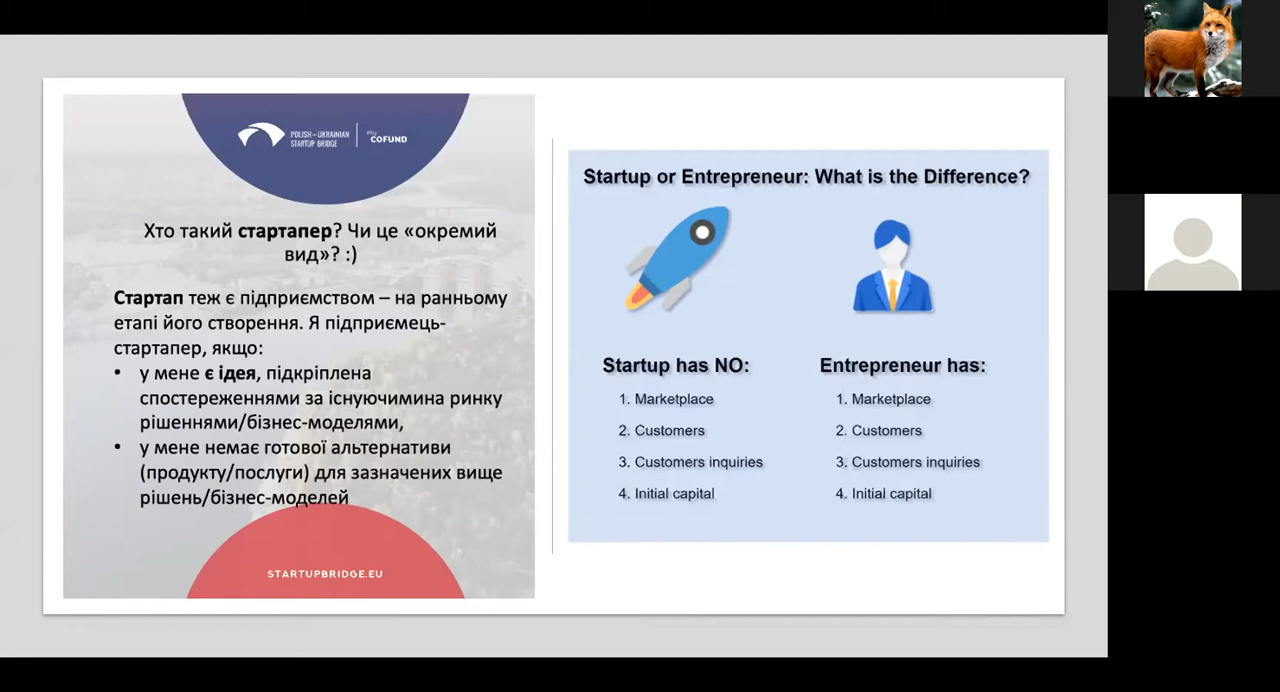 POLISH – UKRAINIAN
STARTUP BRIDGE
by
COFUND
Хто такий стартапер? Чи це «окремий
вид»? :)
Стартап теж є підприємством – на ранньому
етапі його створення. Я підприємець-
стартапер, якщо:
• у мене є ідея, підкріплена
спостереженнями за існуючимина ринку
рішеннями/бізнес-моделями,
• у мене немає готової альтернативи
(продукту/послуги) для зазначених вище
рішень/бізнес-моделей
STARTUPBRIDGE.EU
Startup or Entrepreneur: What is the Difference?
Startup has NO:
1. Marketplace
2. Customers
3. Customers inquiries
4. Initial capital
Entrepreneur has:
1. Marketplace
2. Customers
3. Customers inquiries
4. Initial capital